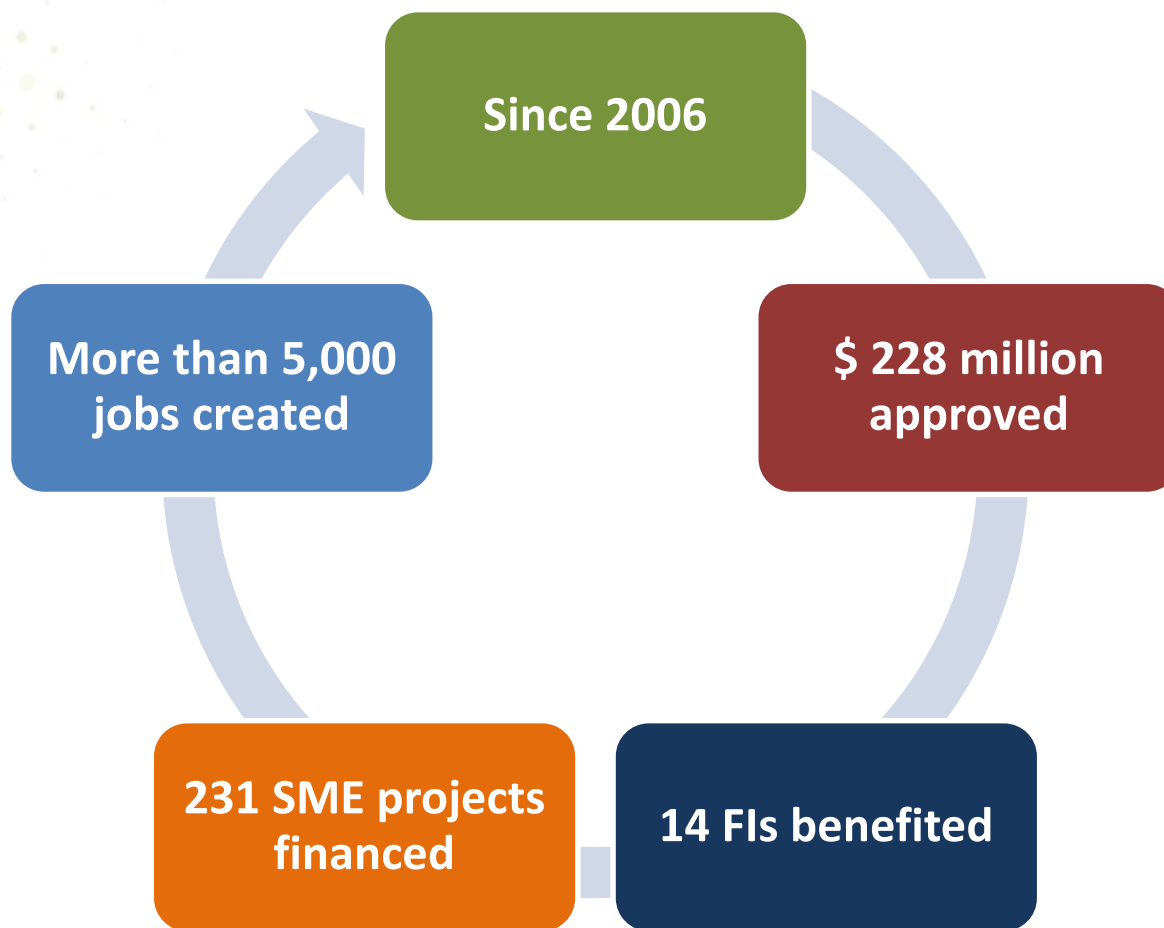 Since 2006
$ 228 million
approved
14 FIs benefited
231 SME projects
financed
More than 5,000
jobs created